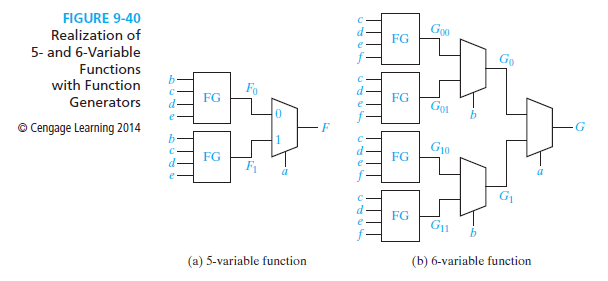 FIGURE 9-40
Realization of
5- and 6-Variable
Functions
with Function
Generators
© Cengage Learning 2014
b
c
d
e
FG
F0
b
c
d
e
FG
F1
0
1
a
F
(a) 5-variable function
c
d
e
f
FG
G00
c
d
e
f
FG
G01
b
G0
c
d
e
f
FG
G10
c
d
e
f
FG
G11
b
G1
a
G
(b) 6-variable function